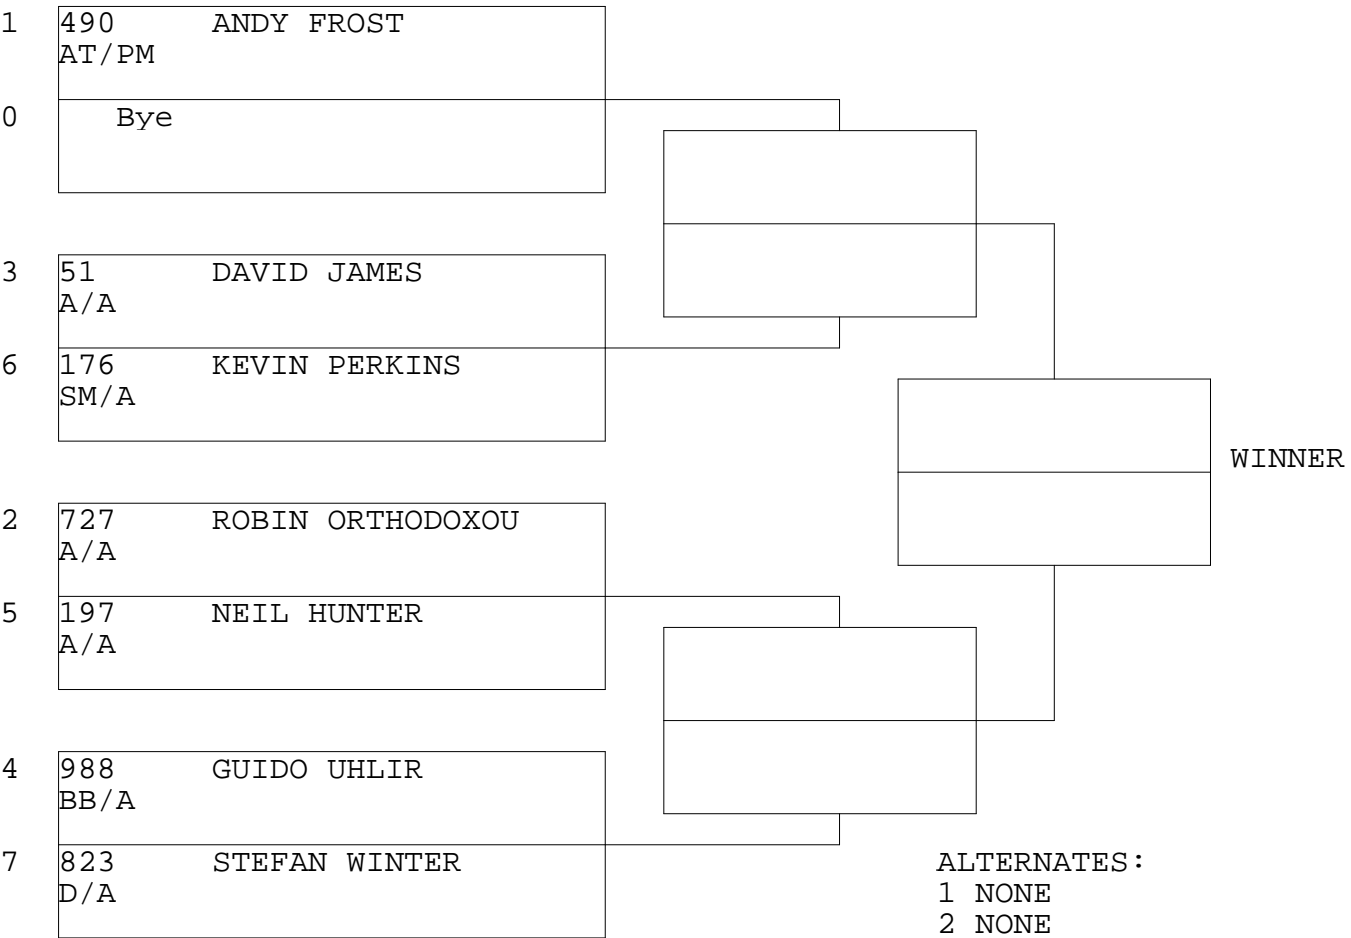 1 490 ANDY FROST
AT/PM
0 Bye
3 51 DAVID JAMES
A/A
6 176 KEVIN PERKINS
SM/A
WINNER
2 727 ROBIN ORTHODOXOU
A/A
5 197 NEIL HUNTER
A/A
4 988 GUIDO UHLIR
BB/A
7 823 STEFAN WINTER
D/A
ALTERNATES:
1 NONE
2 NONE